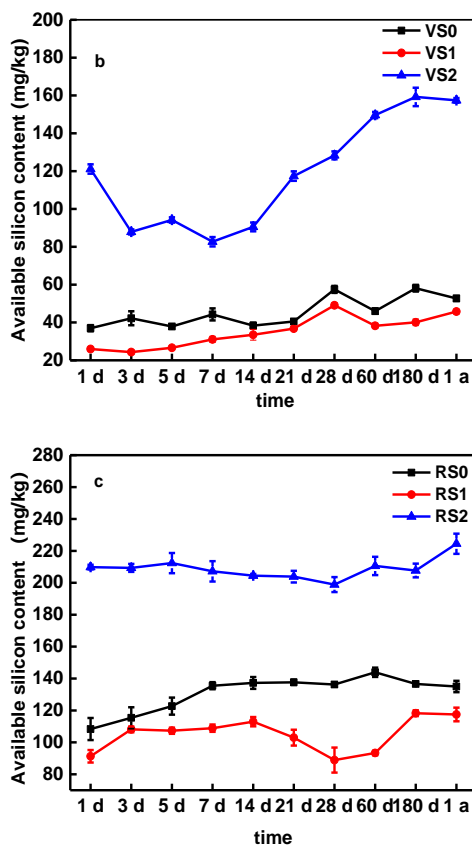 200
180
160
140
120
100
80
60
40
20
Available silicon content (mg/kg)
b
VS0
VS1
VS2
1 d 3 d 5 d 7 d 14 d 21 d 28 d 60 d 180 d 1 a
time
280
260
240
220
200
180
160
140
120
100
80
Available silicon content (mg/kg)
c
RS0
RS1
RS2
1 d 3 d 5 d 7 d 14 d 21 d 28 d 60 d 180 d 1 a
time